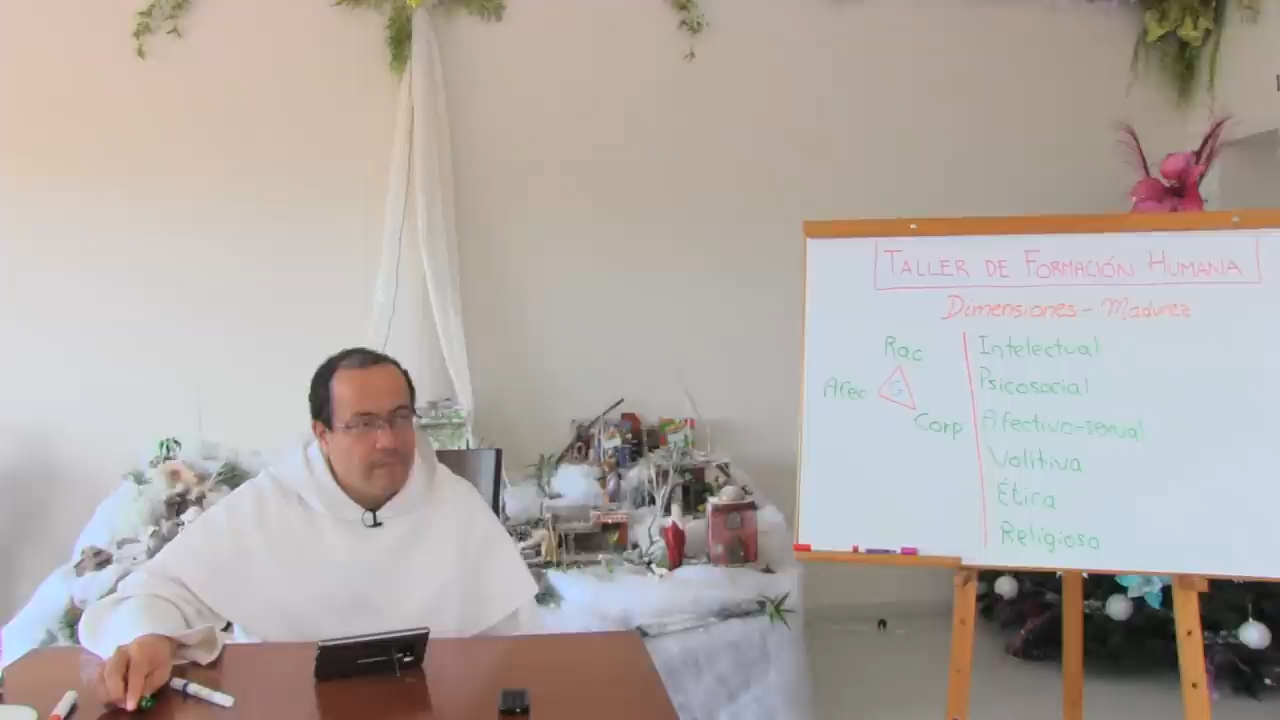 TALLER DE FORMACIÓN HUMANA
Dimensiones - Madurez
Rac
Afec
G
Corp
Intelectual
Psicosocial
Afectivo-sexual
Volitiva
Ética
Religiosa